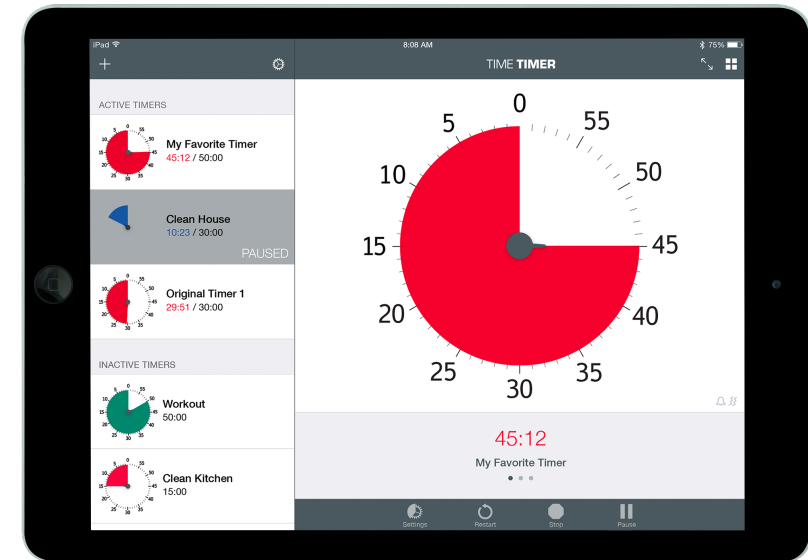 iPad
8:08 AM
75%
TIME TIMER
ACTIVE TIMERS
My Favorite Timer
45:12 / 50:00
Clean House
10:23 / 30:00
PAUSED
Original Timer 1
29:51 / 30:00
INACTIVE TIMERS
Workout
50:00
Clean Kitchen
15:00
0
55
50
45
40
35
30
25
20
15
10
5
45:12
My Favorite Timer
Settings
Restart
Stop
Pause